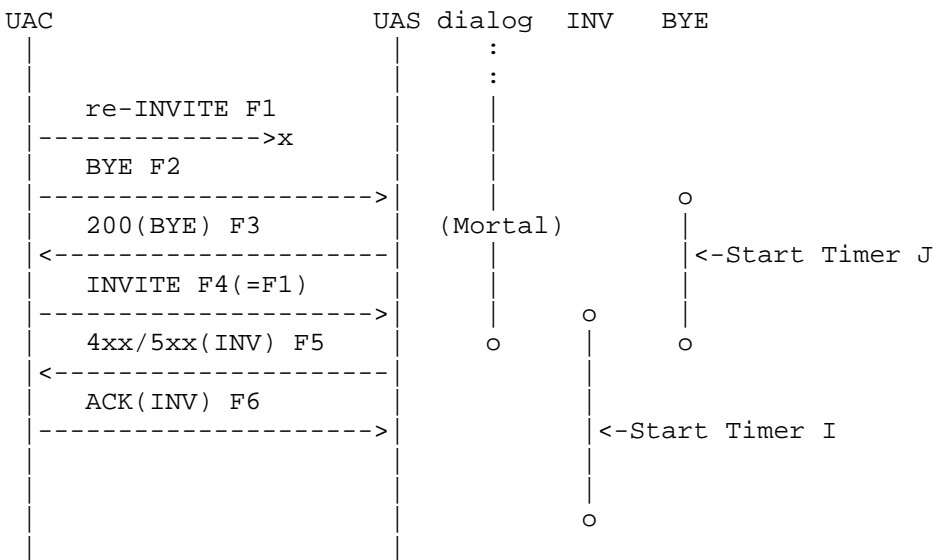 UAC UAS dialog INV BYE
re-INVITE F1
x
BYE F2
200(BYE) F3 (Mortal)
<-Start Timer J
INVITE F4(=F1)
4xx/5xx(INV) F5
ACK(INV) F6
<-Start Timer I